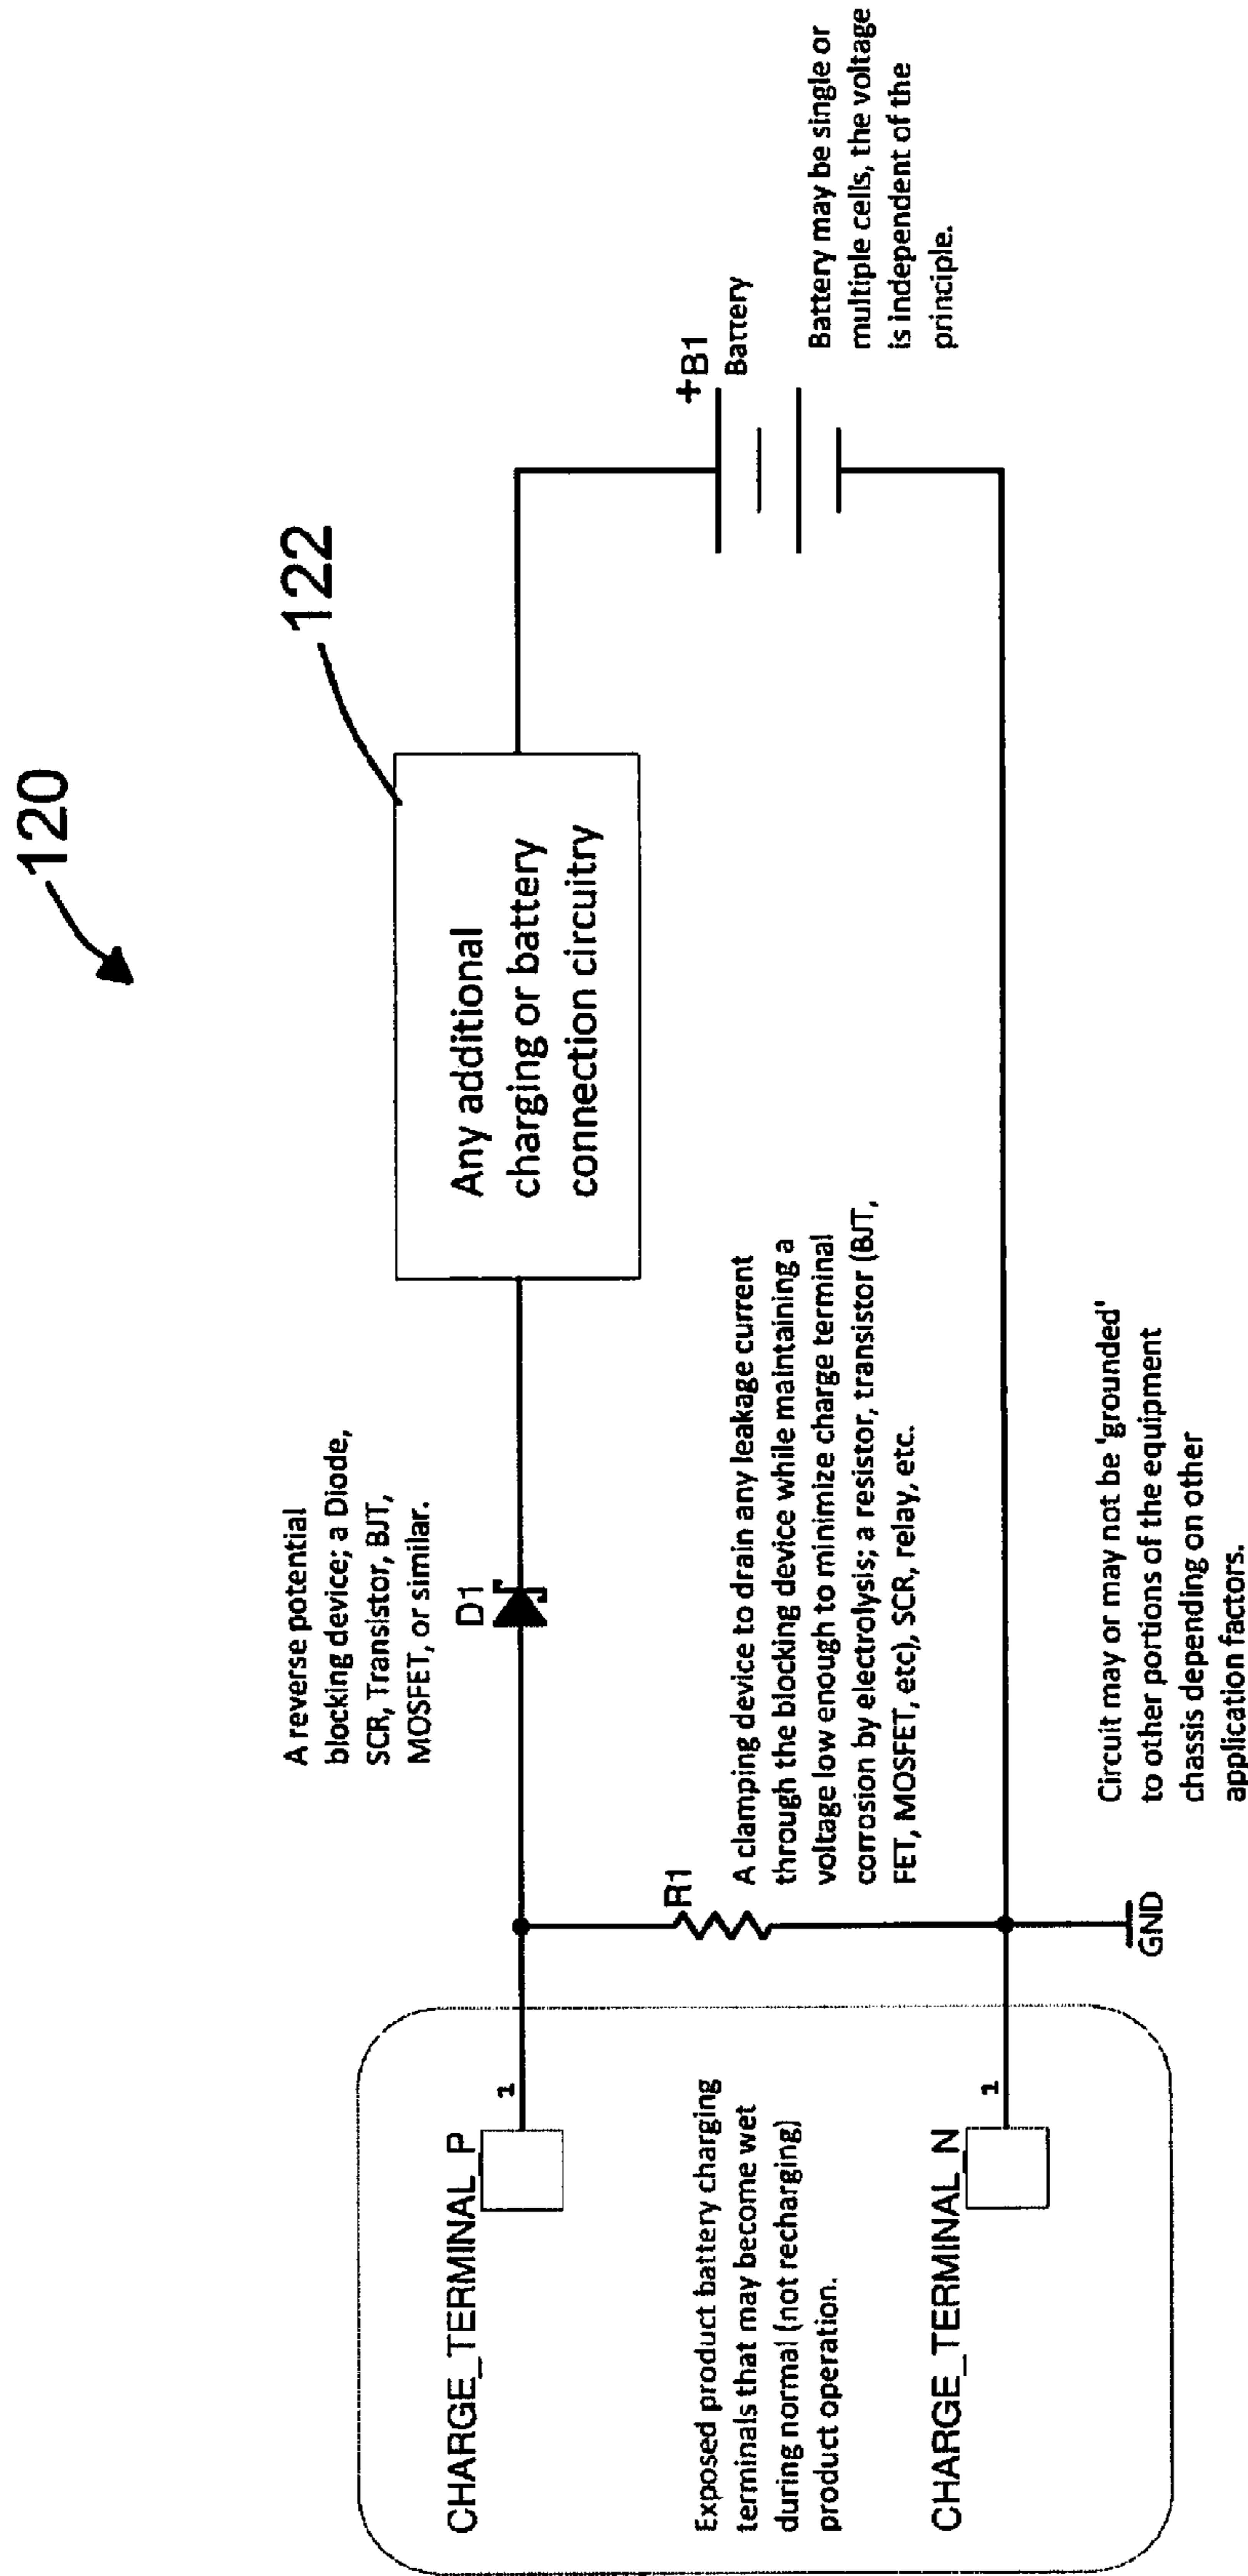 120
122
A reverse potential
blocking device; a Diode,
SCR, Transistor, BJT,
MOSFET, or similar.
D1
Any additional
charging or battery
connection circuitry
+B1
Battery
Battery may be single or
multiple cells, the voltage
is independent of the
principle.
CHARGE_TERMINAL_P
1
Exposed product battery charging
terminals that may become wet
during normal (not recharging)
product operation.
CHARGE_TERMINAL_N
1
R1
A clamping device to drain any leakage current
through the blocking device while maintaining a
voltage low enough to minimize charge terminal
corrosion by electrolysis; a resistor, transistor (BJT,
FET, MOSFET, etc), SCR, relay, etc.
GND
Circuit may or may not be 'grounded'
to other portions of the equipment
chassis depending on other
application factors.